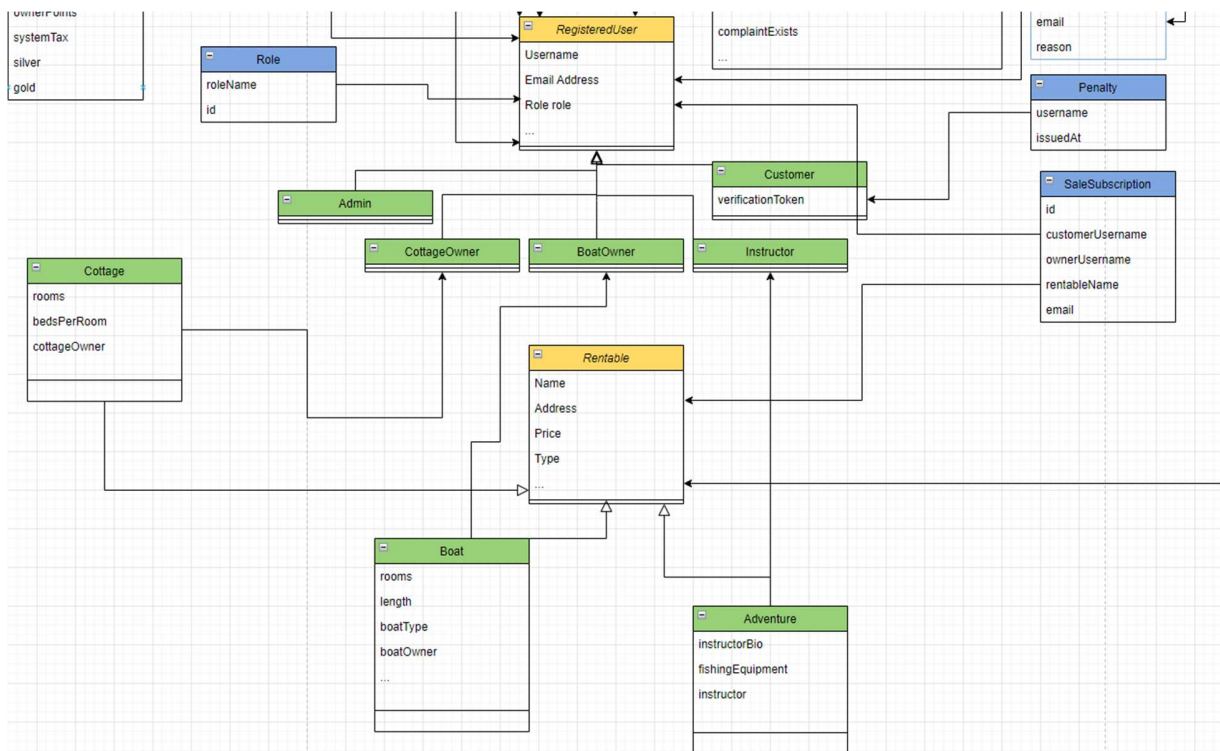 ownerPoints
systemTax
silver
gold
Role
roleName
id
RegisteredUser
Username
Email Address
Role role
...
complaintExists
...
email
reason
Penalty
username
issuedAt
Admin
Customer
verificationToken
SaleSubscription
id
customerUsername
ownerUsername
rentableName
email
CottageOwner
BoatOwner
Instructor
Cottage
rooms
bedsPerRoom
cottageOwner
Rentable
Name
Address
Price
Type
...
Boat
rooms
length
boatType
boatOwner
...
Adventure
instructorBio
fishingEquipment
instructor